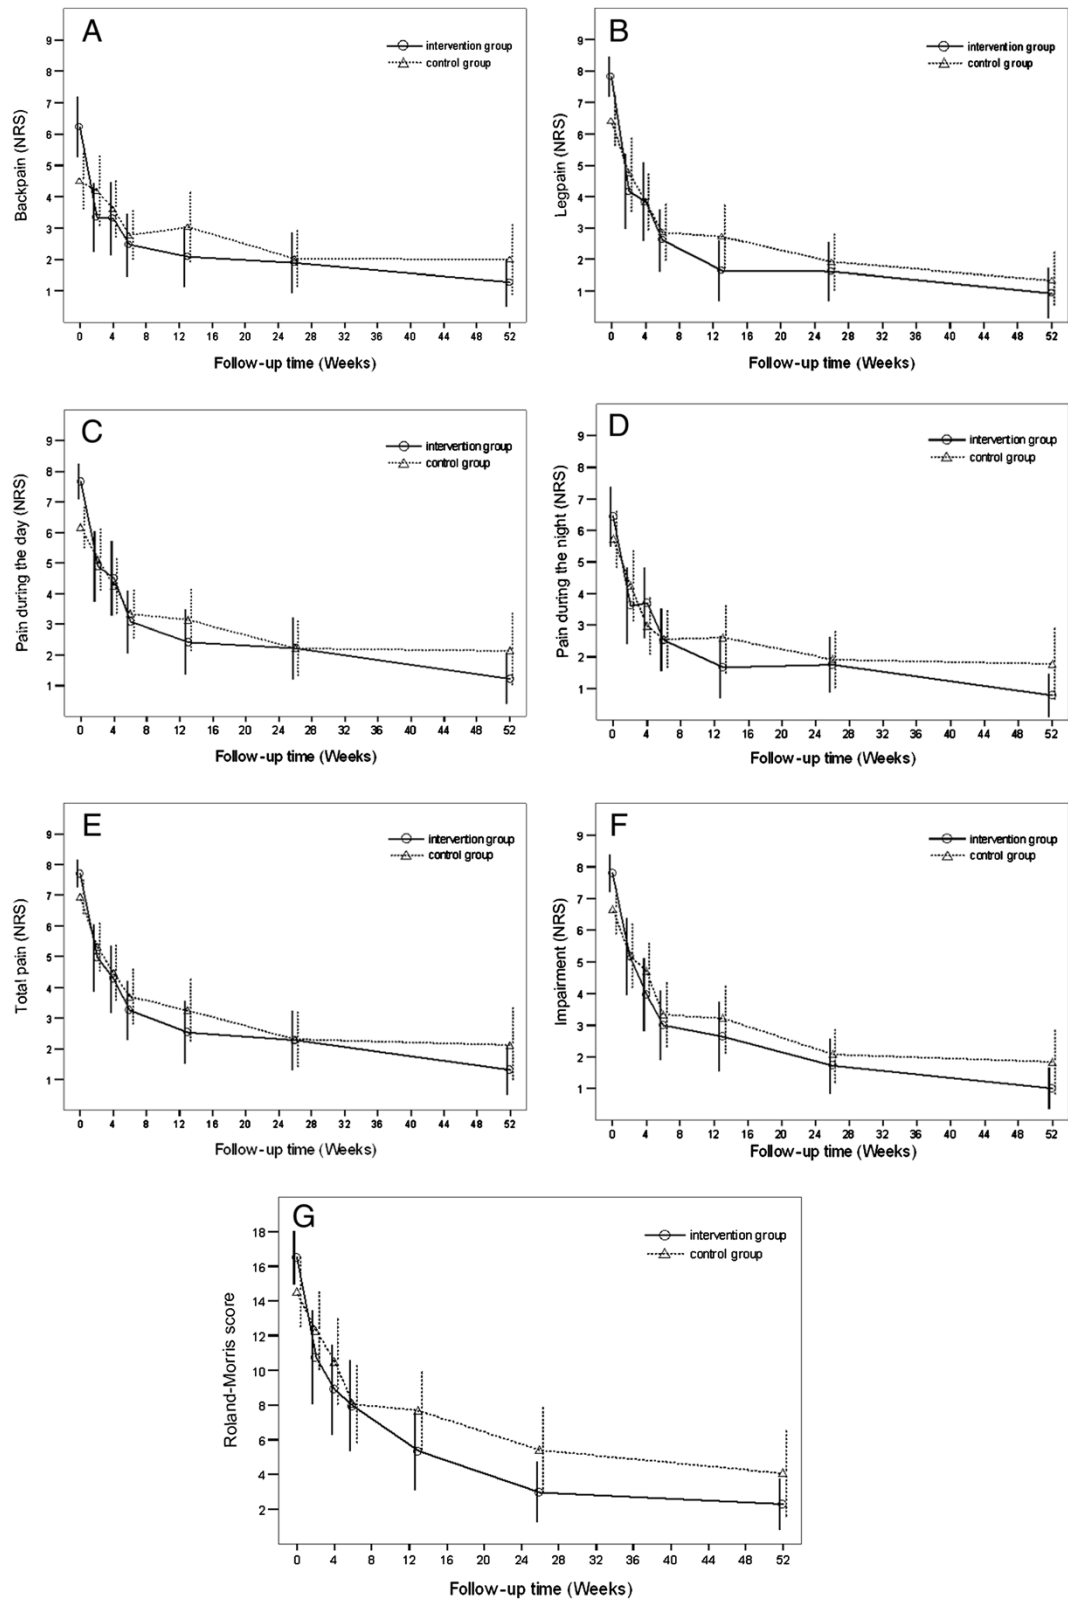 A
intervention group
control group
Backpain (NRS)
9
8
7
6
5
4
3
2
1
0 4 8 12 16 20 24 28 32 36 40 44 48 52
Follow-up time (Weeks)
B
intervention group
control group
Legpain (NRS)
9
8
7
6
5
4
3
2
1
0 4 8 12 16 20 24 28 32 36 40 44 48 52
Follow-up time (Weeks)
C
intervention group
control group
Pain during the day (NRS)
9
8
7
6
5
4
3
2
1
0 4 8 12 16 20 24 28 32 36 40 44 48 52
Follow-up time (Weeks)
D
intervention group
control group
Pain during the night (NRS)
9
8
7
6
5
4
3
2
1
0 4 8 12 16 20 24 28 32 36 40 44 48 52
Follow-up time (Weeks)
E
intervention group
control group
Total pain (NRS)
9
8
7
6
5
4
3
2
1
0 4 8 12 16 20 24 28 32 36 40 44 48 52
Follow-up time (Weeks)
F
intervention group
control group
Impairment (NRS)
9
8
7
6
5
4
3
2
1
0 4 8 12 16 20 24 28 32 36 40 44 48 52
Follow-up time (Weeks)
G
intervention group
control group
Roland-Morris score
18
16
14
12
10
8
6
4
2
0 4 8 12 16 20 24 28 32 36 40 44 48 52
Follow-up time (Weeks)